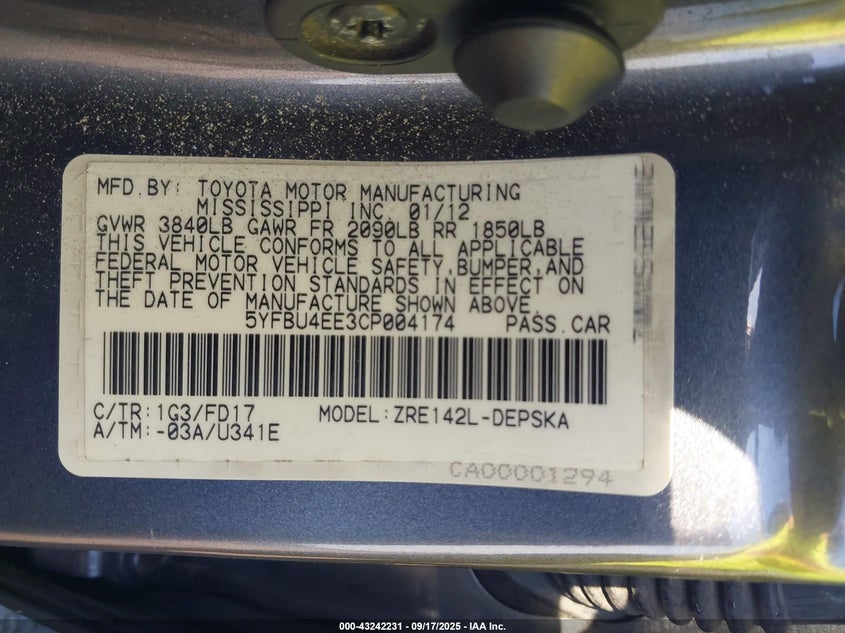 MFD.BY: TOYOTA MOTOR MANUFACTURING
MISSISSIPPI INC. 01/12
GVWR 3840LB GAWR FR 2090LB RR 1850LB
THIS VEHICLE CONFORMS TO ALL APPLICABLE
FEDERAL MOTOR VEHICLE SAFETY,BUMPER,AND
THEFT PREVENTION STANDARDS IN EFFECT ON
THE DATE OF MANUFACTURE SHOWN ABOVE.
5YFBU4EE3CP004174 PASS.CAR
C/TR:1G3/FD17 MODEL:ZRE142L-DEPSKA
A/TM:-03A/U341E
CA00001294
000-43242231 - 09/17/2025 - IAA Inc.